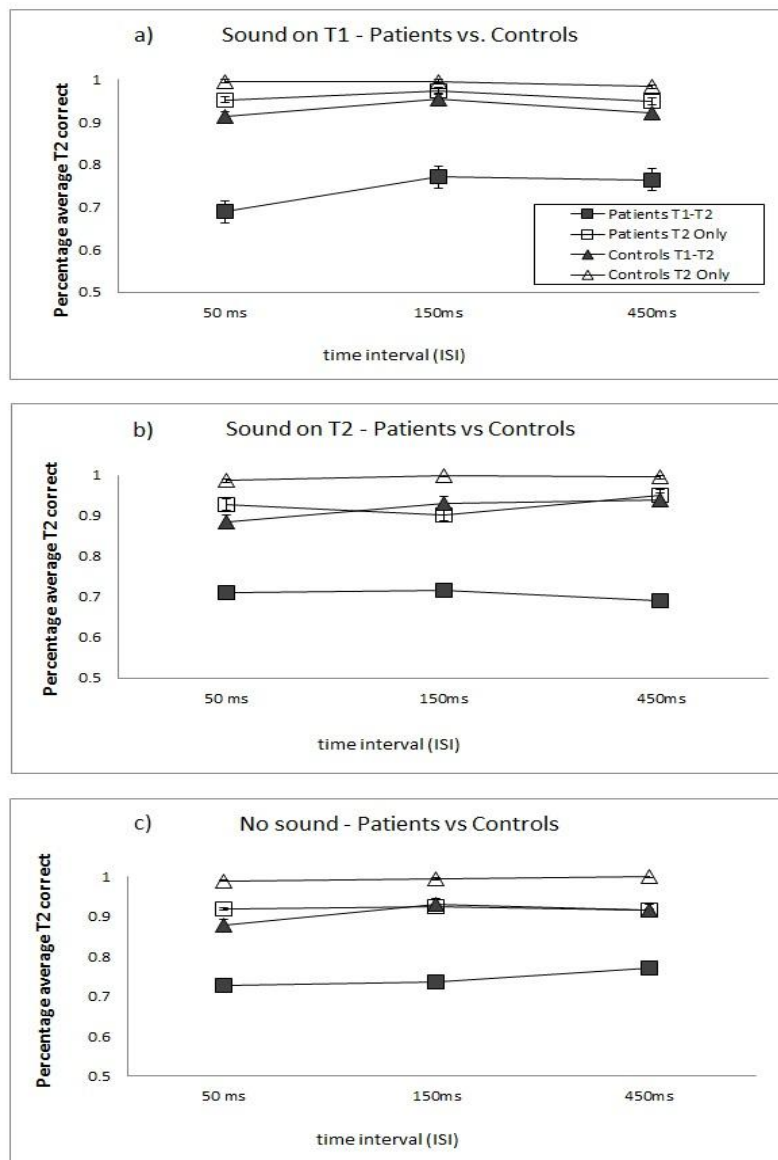 a) Sound on T1 - Patients vs. Controls
Percentage average T2 correct
1
0.9
0.8
0.7
0.6
0.5
50 ms 150ms 450ms
time interval (ISI)
Patients T1-T2
Patients T2 Only
Controls T1-T2
Controls T2 Only
b) Sound on T2 - Patients vs Controls
Percentage average T2 correct
1
0.9
0.8
0.7
0.6
0.5
50 ms 150ms 450ms
time interval (ISI)
c) No sound - Patients vs Controls
Percentage average T2 correct
1
0.9
0.8
0.7
0.6
0.5
50 ms 150ms 450ms
time interval (ISI)